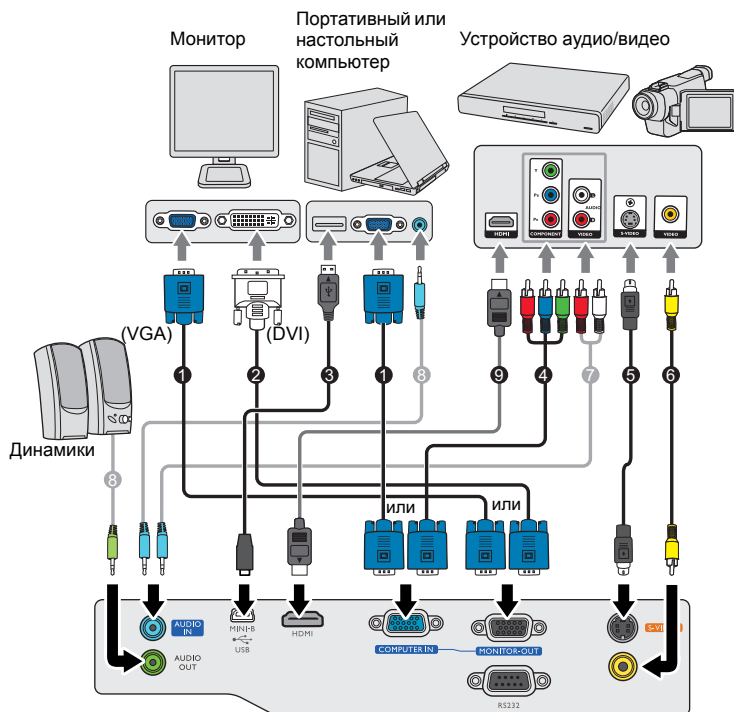 Монитор
Портативный или
настольный
компьютер
Устройство аудио/видео
Y
PB
PR
AUDIO
HDMI
COMPONENT
VIDEO
S-VIDEO
VIDEO
(VGA)
(DVI)
1
2
3
1
8
9
4
7
5
6
Динамики
8
или
или
AUDIO
IN
AUDIO
OUT
MINI-B
USB
HDMI
COMPUTER IN
MONITOR-OUT
RS232
S-VI